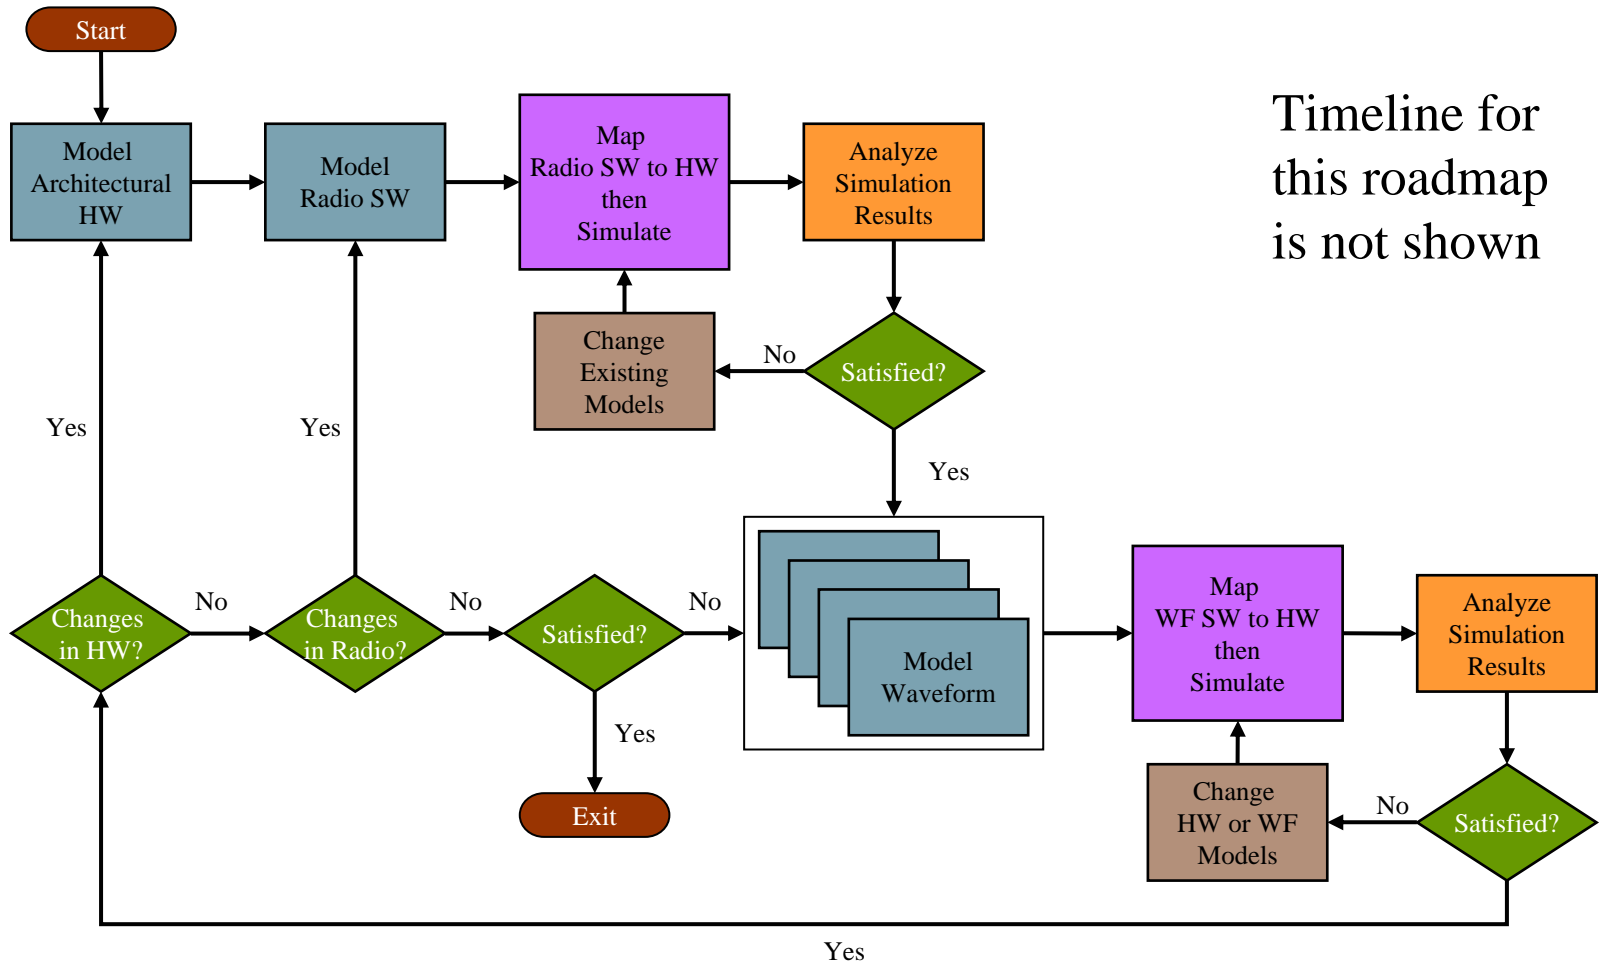 Start
Model
Architectural
HW
Model
Radio SW
Map
Radio SW to HW
then
Simulate
Analyze
Simulation
Results
Timeline for
this roadmap
is not shown
Change
Existing
Models
No
Satisfied?
Yes
Yes
Yes
Changes
in HW?
No
Changes
in Radio?
No
Satisfied?
No
Model
Waveform
Map
WF SW to HW
then
Simulate
Analyze
Simulation
Results
Yes
Exit
Change
HW or WF
Models
No
Satisfied?
Yes